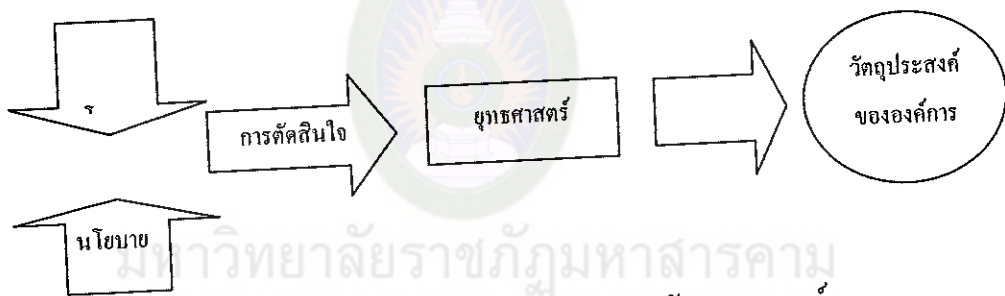 ร
การตัดสินใจ
ยุทธศาสตร์
วัตถุประสงค์
ขององค์การ
นโยบาย
มหาวิทยาลัยราชภัฏมหาสารคาม